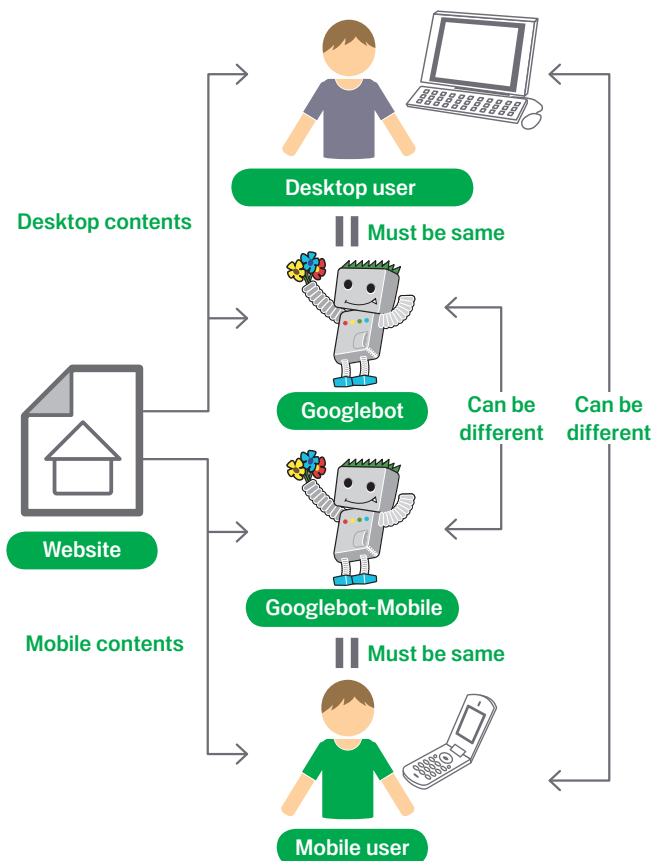 Desktop user
Desktop contents
Must be same
Googlebot
Can be
different
Can be
different
Website
Googlebot-Mobile
Mobile contents
Must be same
Mobile user